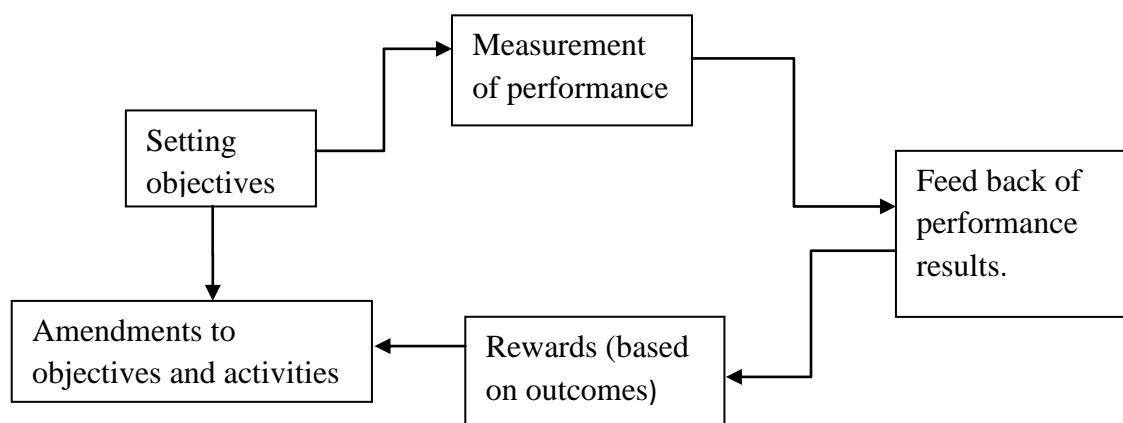 Measurement
of performance
Setting
objectives
Feed back of
performance
results.
Amendments to
objectives and activities
Rewards (based
on outcomes)